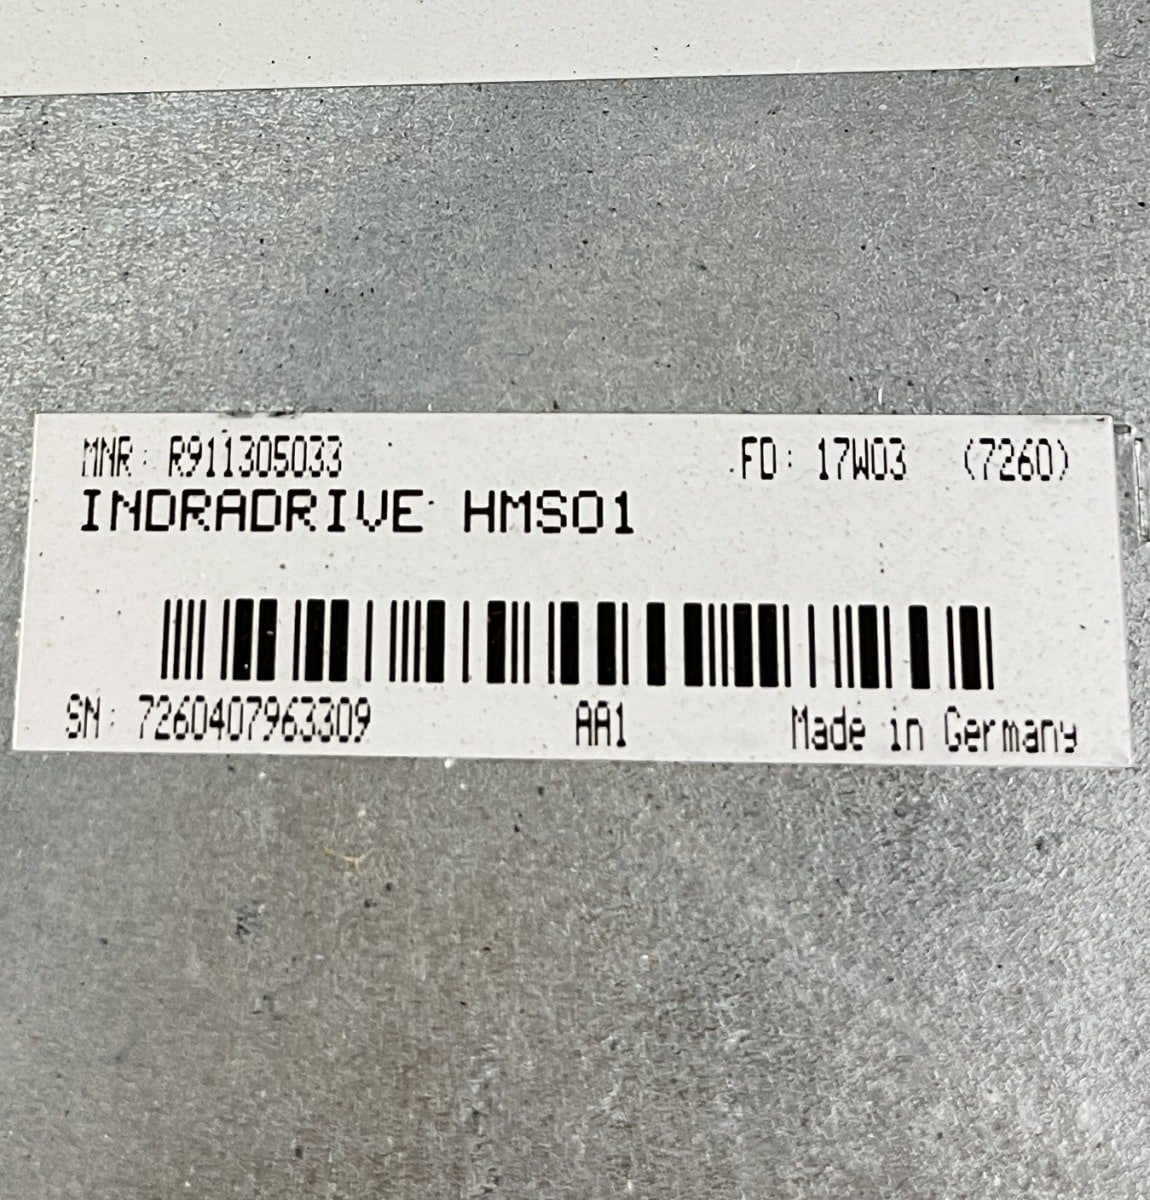 MNR: R911305033 FD: 17W03 (7260)
INDRADRIVE HMS01
SN: 7260407963309 AA1 Made in Germany